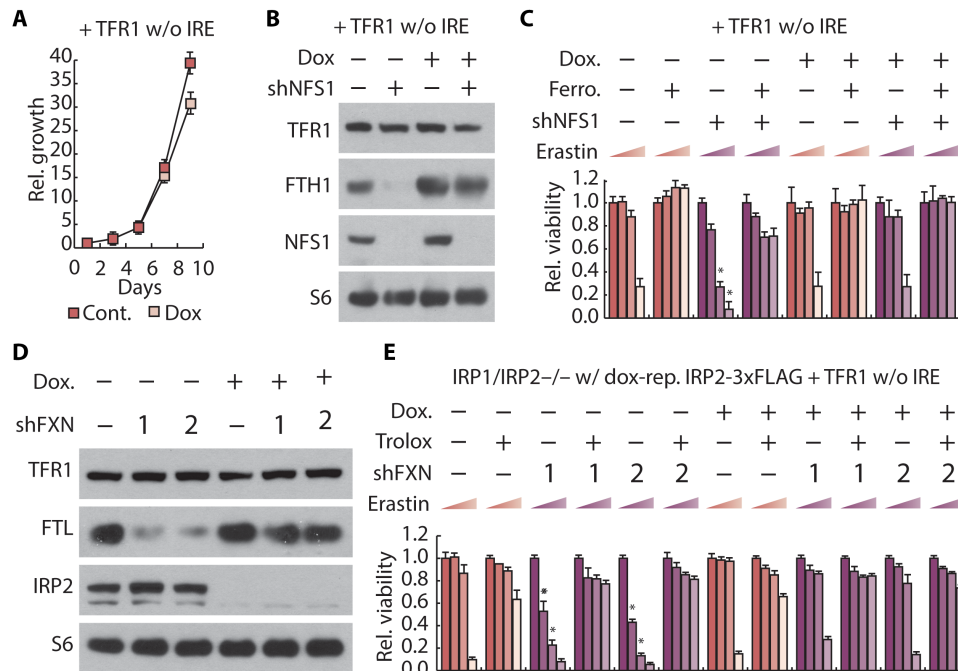 A
+ TFR1 w/o IRE
Rel. growth
40
35
30
25
20
15
10
5
0
0 2 4 6 8 10
Days
Cont. Dox
B
+ TFR1 w/o IRE
Dox − − + +
shNFS1 − + − +
TFR1
FTH1
NFS1
S6
C
+ TFR1 w/o IRE
Dox. − − − − + + + +
Ferro. − + − + − + − +
shNFS1 − − + + − − + +
Erastin
Rel. viability
1.2
1.0
0.8
0.6
0.4
0.2
0.0
* *
D
Dox. − − − + + +
shFXN − 1 2 − 1 2
TFR1
FTL
IRP2
S6
E
IRP1/IRP2−/− w/ dox-rep. IRP2-3xFLAG + TFR1 w/o IRE
Dox. − − − − − − + + + + + +
Trolox − + − + − + − + − + − +
shFXN − − 1 1 2 2 − − 1 1 2 2
Erastin
Rel. viability
1.2
1.0
0.8
0.6
0.4
0.2
0.0
* * * *